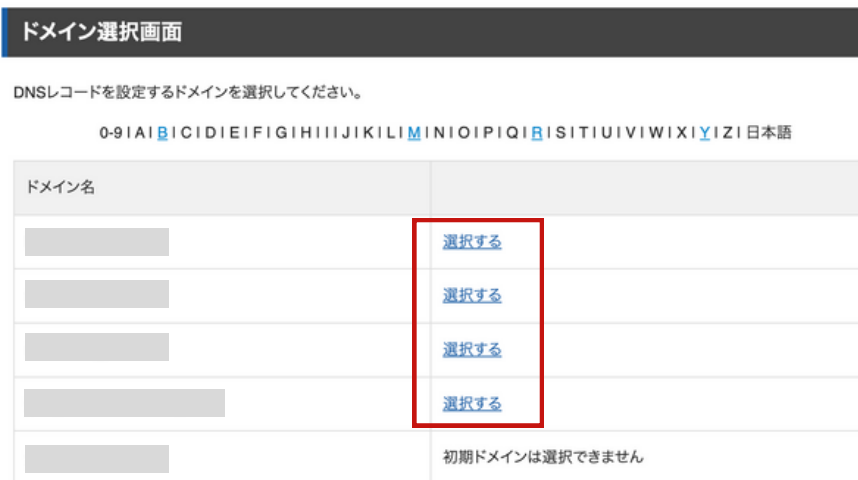 ドメイン選択画面
DNSレコードを設定するドメインを選択してください。
0-9 | A | B | C | D | E | F | G | H | I | J | K | L | M | N | O | P | Q | R | S | T | U | V | W | X | Y | Z | 日本語
ドメイン名
選択する
選択する
選択する
選択する
初期ドメインは選択できません